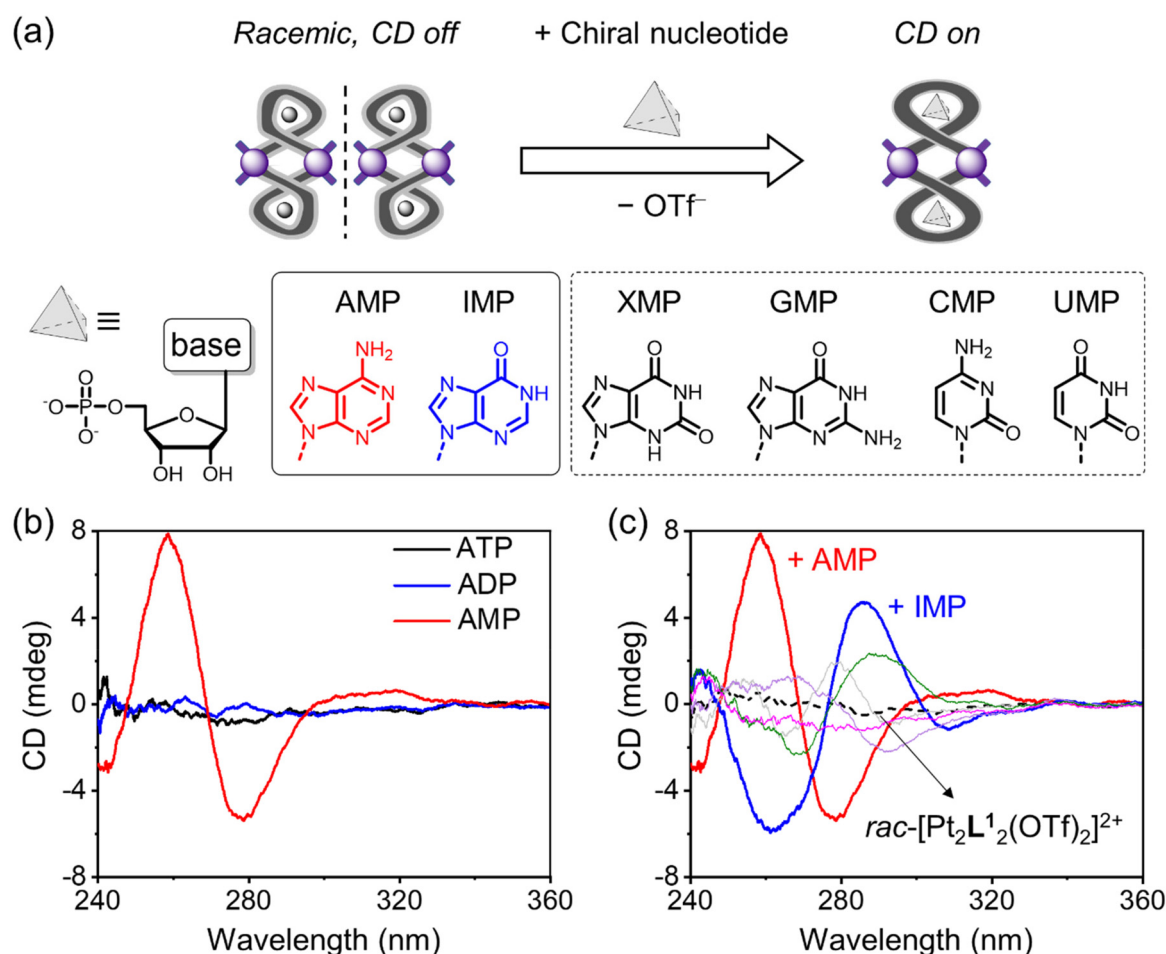 (a)
Racemic, CD off
+ Chiral nucleotide
CD on
− OTf⁻
≡
base
O
⁻O-P-O
O⁻
O
OH OH
AMP
IMP
XMP
GMP
CMP
UMP
NH₂
N
N
N
N
O
N
NH
N
N
O
N
NH
N
N
H
O
O
N
NH
N
N
NH₂
NH₂
N
N
O
O
NH
N
O
(b)
8
4
0
-4
-8
CD (mdeg)
ATP
ADP
AMP
240
280
320
360
Wavelength (nm)
(c)
8
4
0
-4
-8
CD (mdeg)
+ AMP
+ IMP
rac-[Pt₂L¹₂(OTf)₂]²⁺
240
280
320
360
Wavelength (nm)